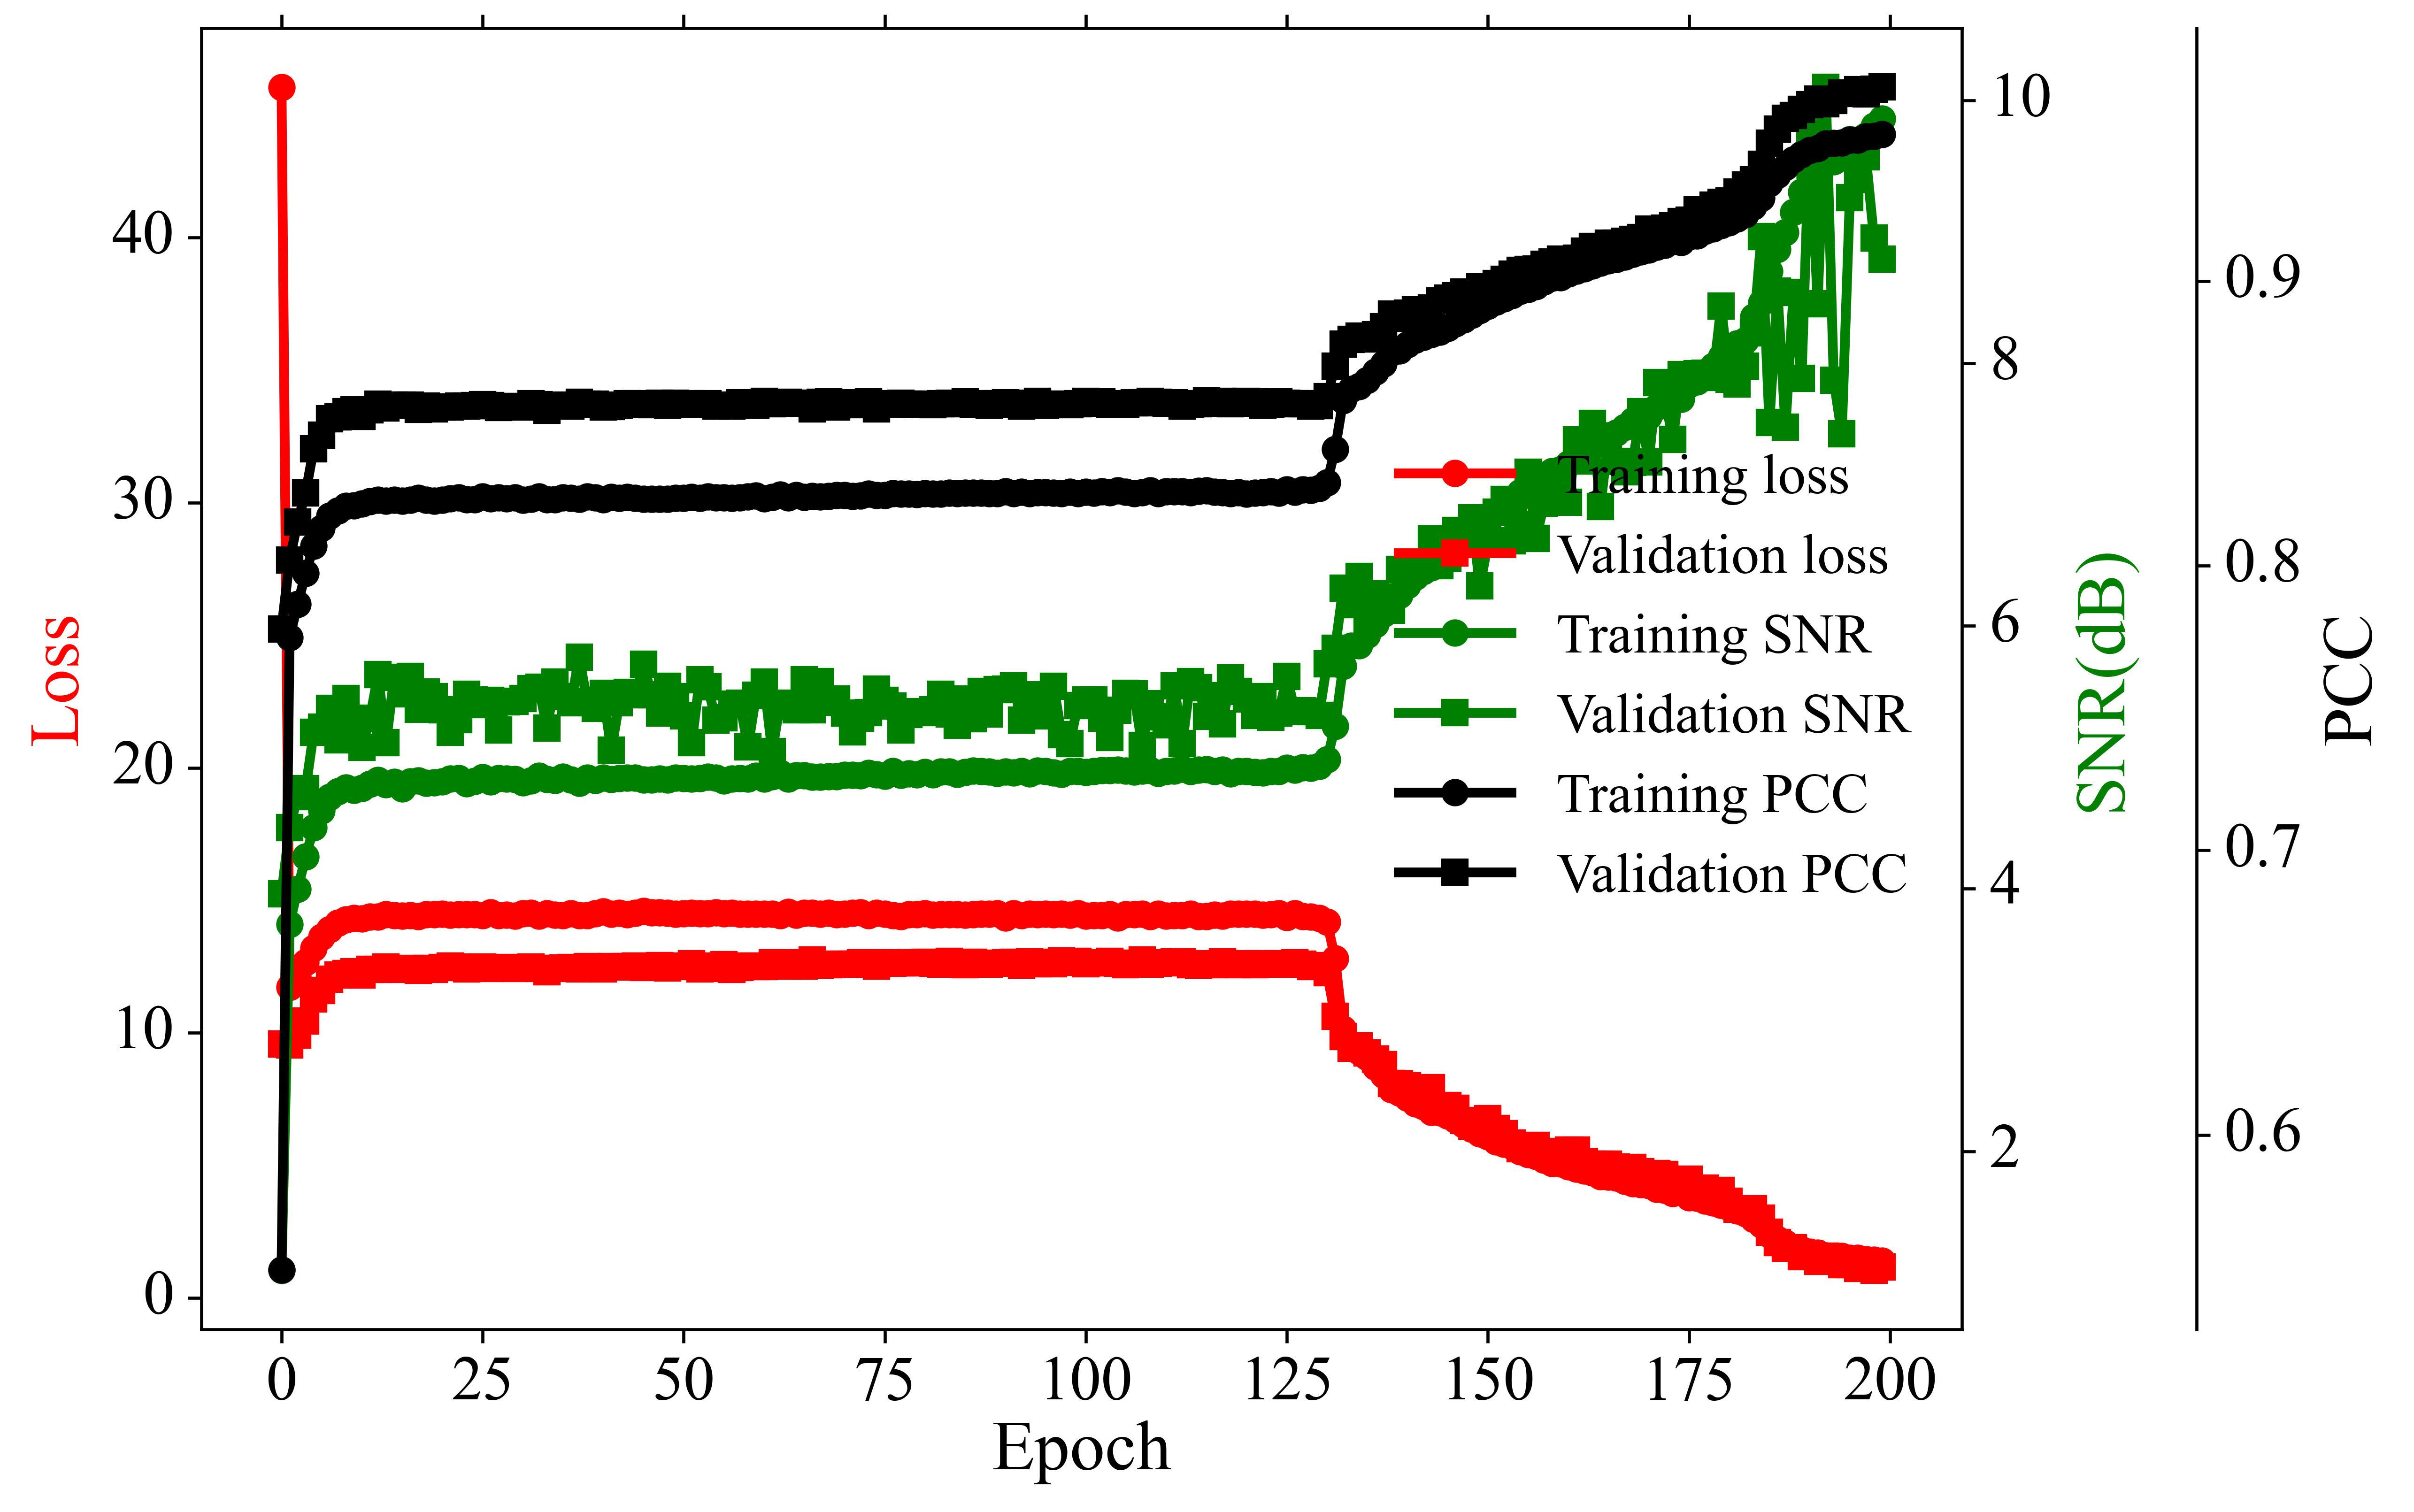 Loss
40
30
20
10
0
0 25 50 75 100 125 150 175 200
Epoch
10
8
6
4
2
SNR(dB)
0.9
0.8
0.7
0.6
PCC
Training loss
Validation loss
Training SNR
Validation SNR
Training PCC
Validation PCC